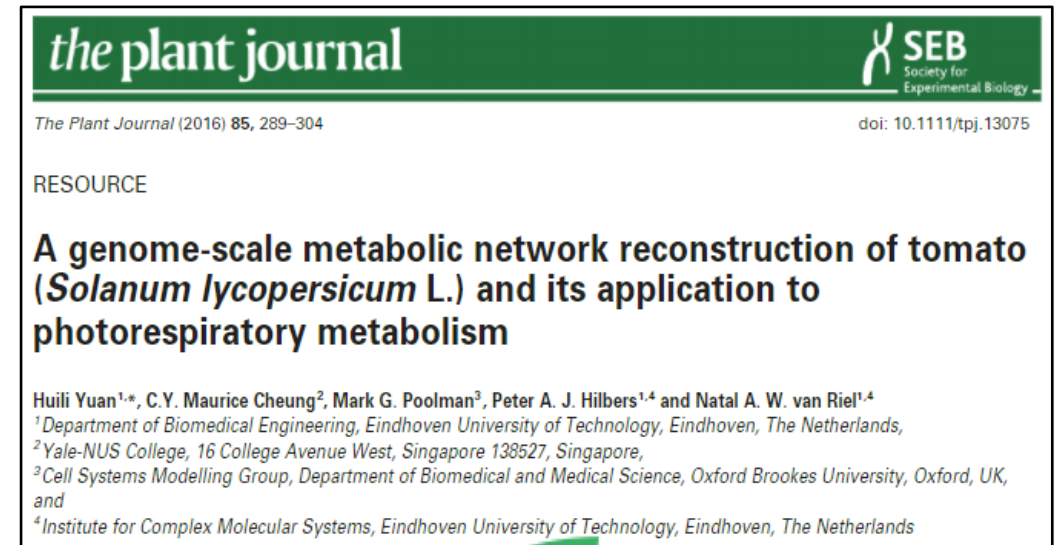 the plant journal
SEB
Society for
Experimental Biology
The Plant Journal (2016) 85, 289–304
doi: 10.1111/tpj.13075
RESOURCE
A genome-scale metabolic network reconstruction of tomato
(Solanum lycopersicum L.) and its application to
photorespiratory metabolism
Huili Yuan¹,*, C.Y. Maurice Cheung², Mark G. Poolman³, Peter A. J. Hilbers¹,⁴ and Natal A. W. van Riel¹,⁴
¹Department of Biomedical Engineering, Eindhoven University of Technology, Eindhoven, The Netherlands,
²Yale-NUS College, 16 College Avenue West, Singapore 138527, Singapore,
³Cell Systems Modelling Group, Department of Biomedical and Medical Science, Oxford Brookes University, Oxford, UK,
and
⁴Institute for Complex Molecular Systems, Eindhoven University of Technology, Eindhoven, The Netherlands